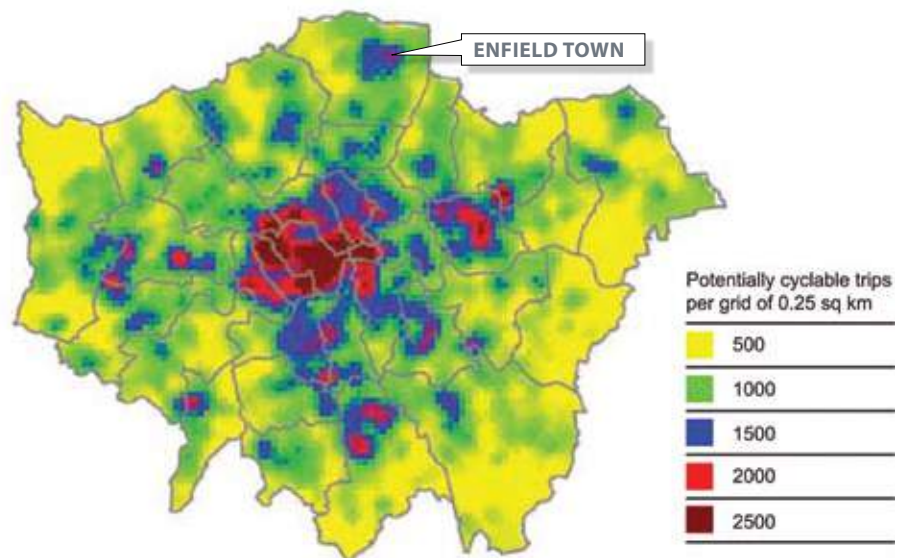 ENFIELD TOWN
Potentially cyclable trips
per grid of 0.25 sq km
500
1000
1500
2000
2500